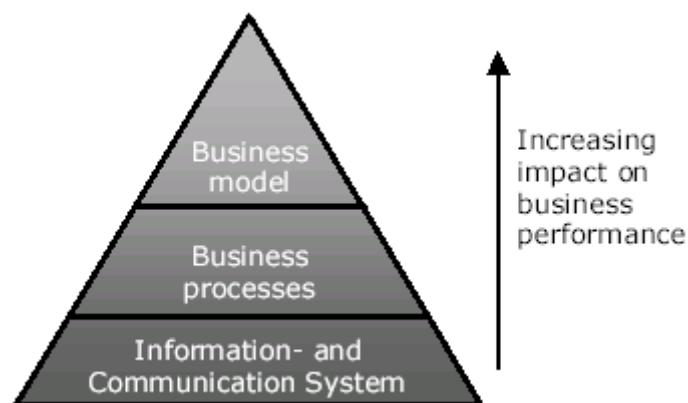 Business
model
Business
processes
Information- and
Communication System
Increasing
impact on
business
performance